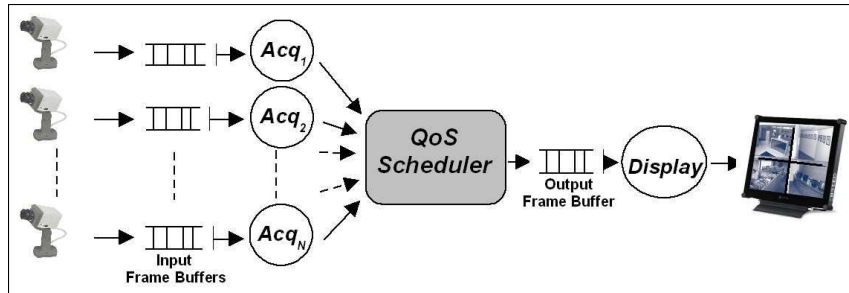 Acq1
Acq2
QoS
Scheduler
Output
Frame Buffer
Display
AcqN
Input
Frame Buffers